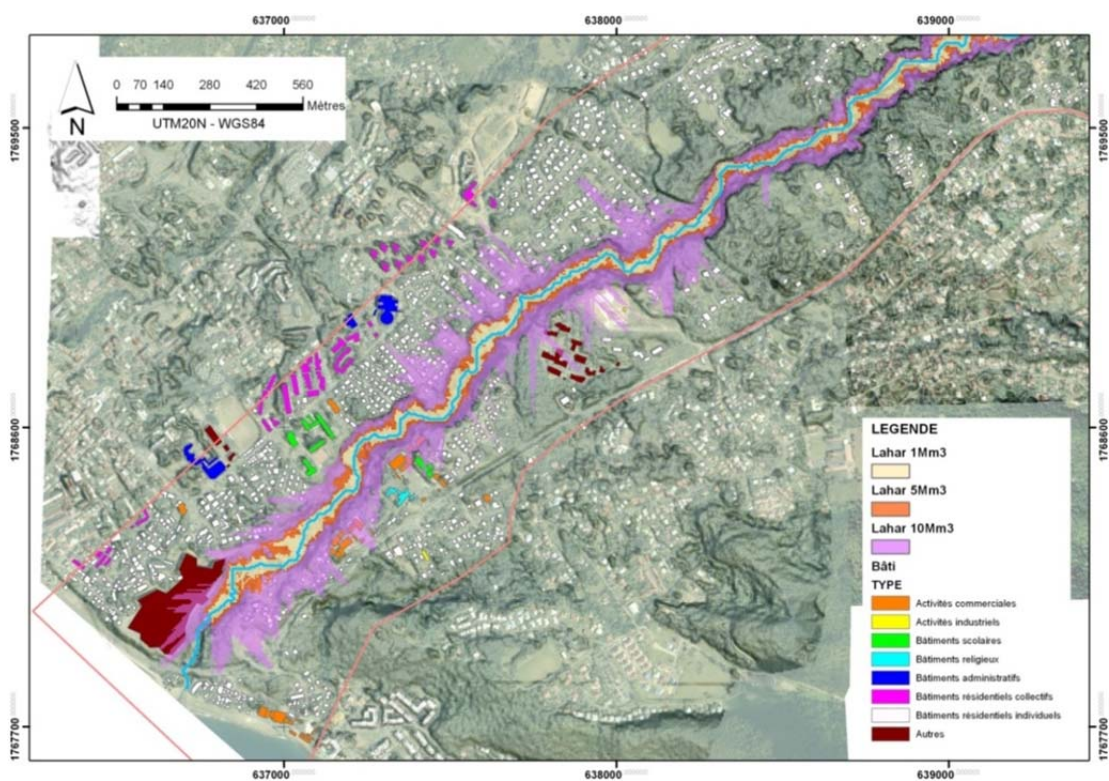 637000
638000
639000
0 70 140 280 420 560
Mètres
N
UTM20N - WGS84
1769500
1769500
1768600
1768600
1767700
1767700
LEGENDE
Lahar 1Mm3
Lahar 5Mm3
Lahar 10Mm3
Bâti
TYPE
Activités commerciales
Activités industriels
Bâtiments scolaires
Bâtiments religieux
Bâtiments administratifs
Bâtiments résidentiels collectifs
Bâtiments résidentiels individuels
Autres
637000
638000
639000